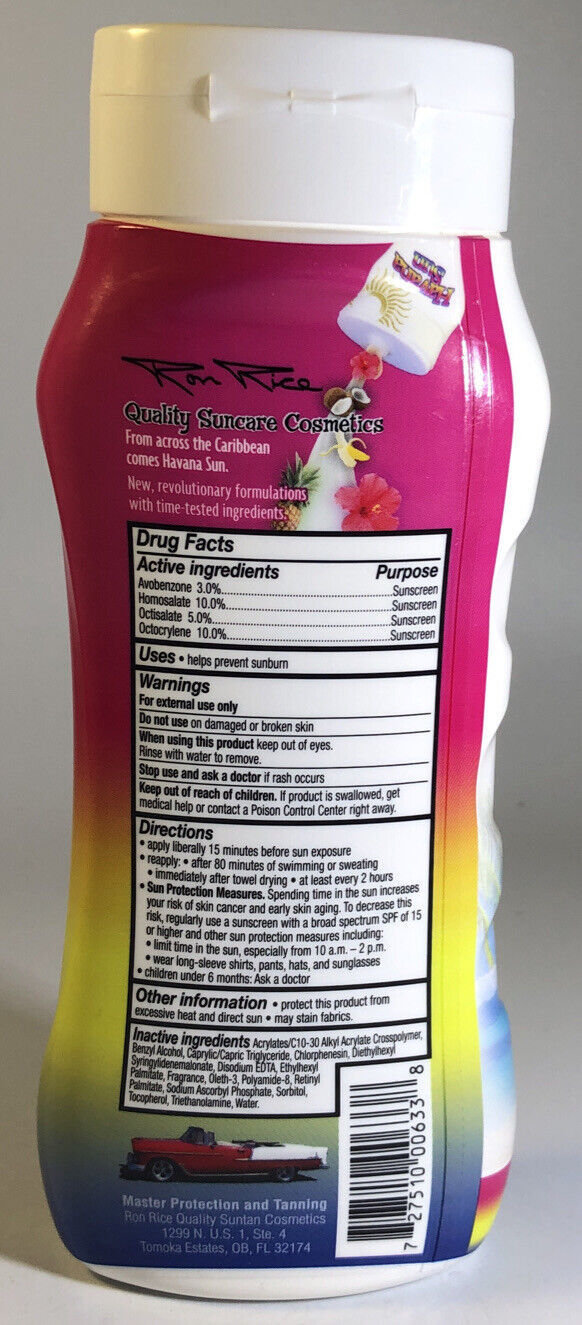 Havana
Sun
Ron Rice
Quality Suncare Cosmetics
From across the Caribbean
comes Havana Sun.
New, revolutionary formulations
with time-tested ingredients.
Drug Facts
Active ingredients Purpose
Avobenzone 3.0%......Sunscreen
Homosalate 10.0%......Sunscreen
Octisalate 5.0%......Sunscreen
Octocrylene 10.0%......Sunscreen
Uses • helps prevent sunburn
Warnings
For external use only
Do not use on damaged or broken skin
When using this product keep out of eyes.
Rinse with water to remove.
Stop use and ask a doctor if rash occurs
Keep out of reach of children. If product is swallowed, get
medical help or contact a Poison Control Center right away.
Directions
• apply liberally 15 minutes before sun exposure
• reapply: • after 80 minutes of swimming or sweating
• immediately after towel drying • at least every 2 hours
• Sun Protection Measures. Spending time in the sun increases
your risk of skin cancer and early skin aging. To decrease this
risk, regularly use a sunscreen with a broad spectrum SPF of 15
or higher and other sun protection measures including:
• limit time in the sun, especially from 10 a.m. – 2 p.m.
• wear long-sleeve shirts, pants, hats, and sunglasses
• children under 6 months: Ask a doctor
Other information • protect this product from
excessive heat and direct sun • may stain fabrics.
Inactive ingredients Acrylates/C10-30 Alkyl Acrylate Crosspolymer,
Benzyl Alcohol, Caprylic/Capric Triglyceride, Chlorphenesin, Diethylhexyl
Syringylidenemalonate, Disodium EDTA, Ethylhexyl
Palmitate, Fragrance, Oleth-3, Polyamide-8, Retinyl
Palmitate, Sodium Ascorbyl Phosphate, Sorbitol,
Tocopherol, Triethanolamine, Water.
7 27510 00633 8
Master Protection and Tanning
Ron Rice Quality Suntan Cosmetics
1299 N. U.S. 1, Ste. 4
Tomoka Estates, OB, FL 32174